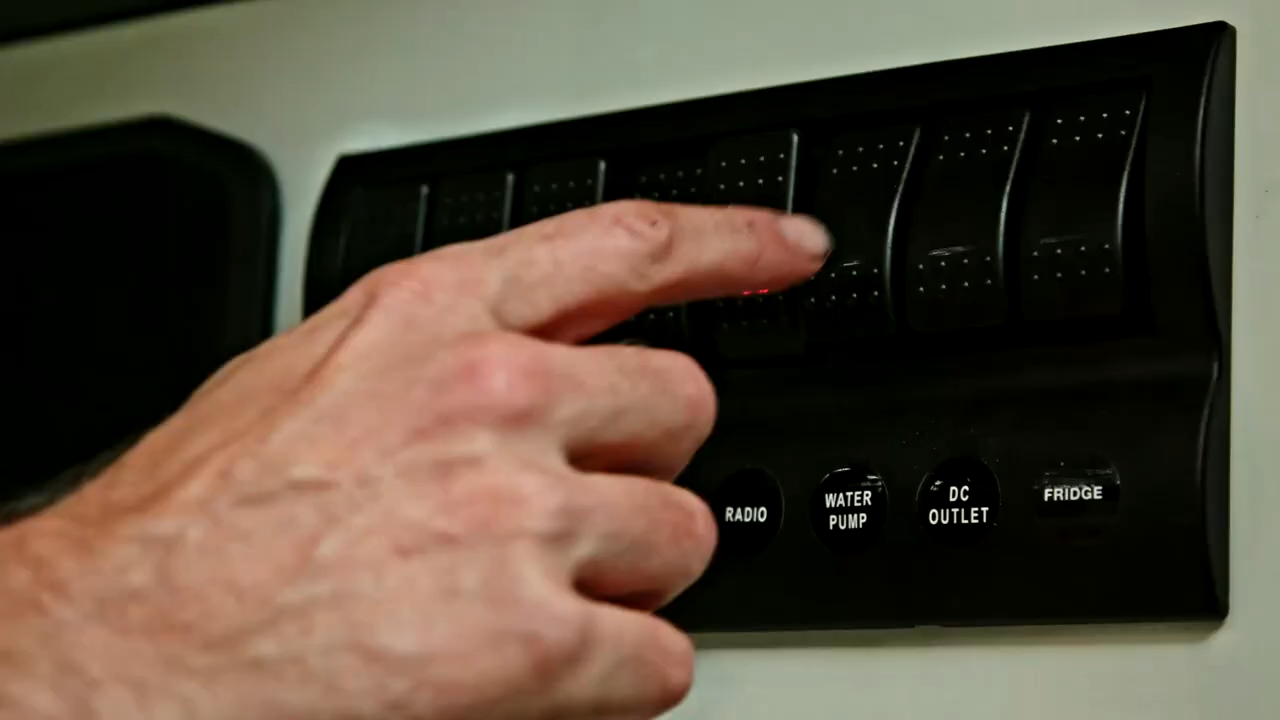 RADIO
WATER
PUMP
DC
OUTLET
FRIDGE